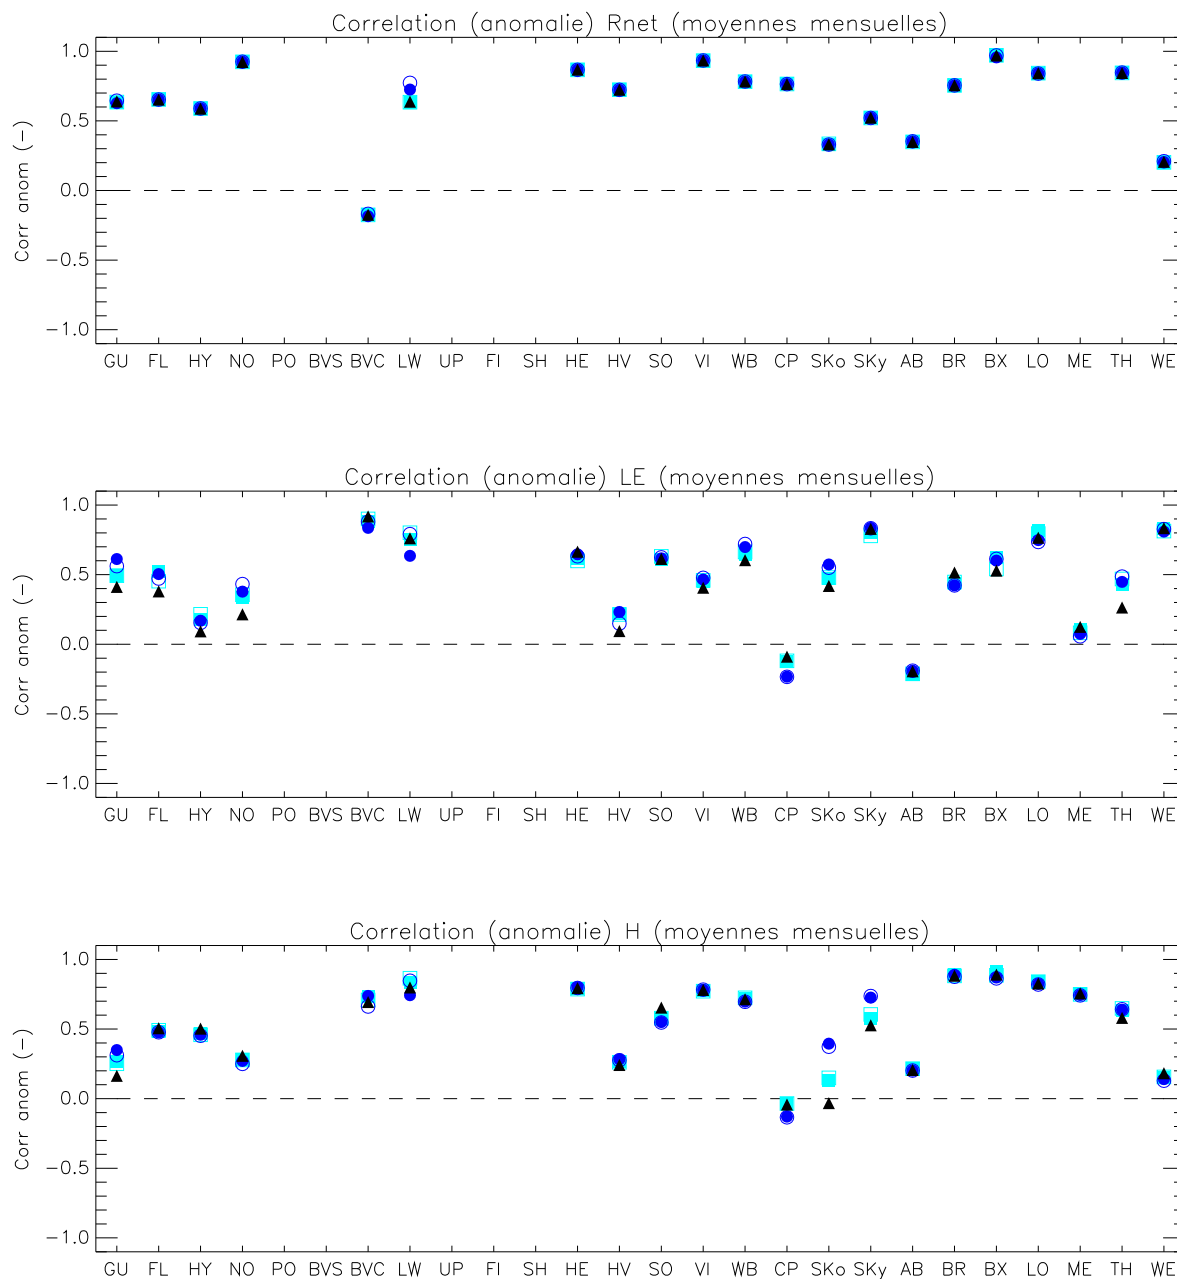 Correlation (anomalie) Rnet (moyennes mensuelles)
1.0
0.5
0.0
−0.5
−1.0
Corr anom (−)
GU FL HY NO PO BVS BVC LW UP FI SH HE HV SO VI WB CP SKo SKy AB BR BX LO ME TH WE
Correlation (anomalie) LE (moyennes mensuelles)
1.0
0.5
0.0
−0.5
−1.0
Corr anom (−)
GU FL HY NO PO BVS BVC LW UP FI SH HE HV SO VI WB CP SKo SKy AB BR BX LO ME TH WE
Correlation (anomalie) H (moyennes mensuelles)
1.0
0.5
0.0
−0.5
−1.0
Corr anom (−)
GU FL HY NO PO BVS BVC LW UP FI SH HE HV SO VI WB CP SKo SKy AB BR BX LO ME TH WE